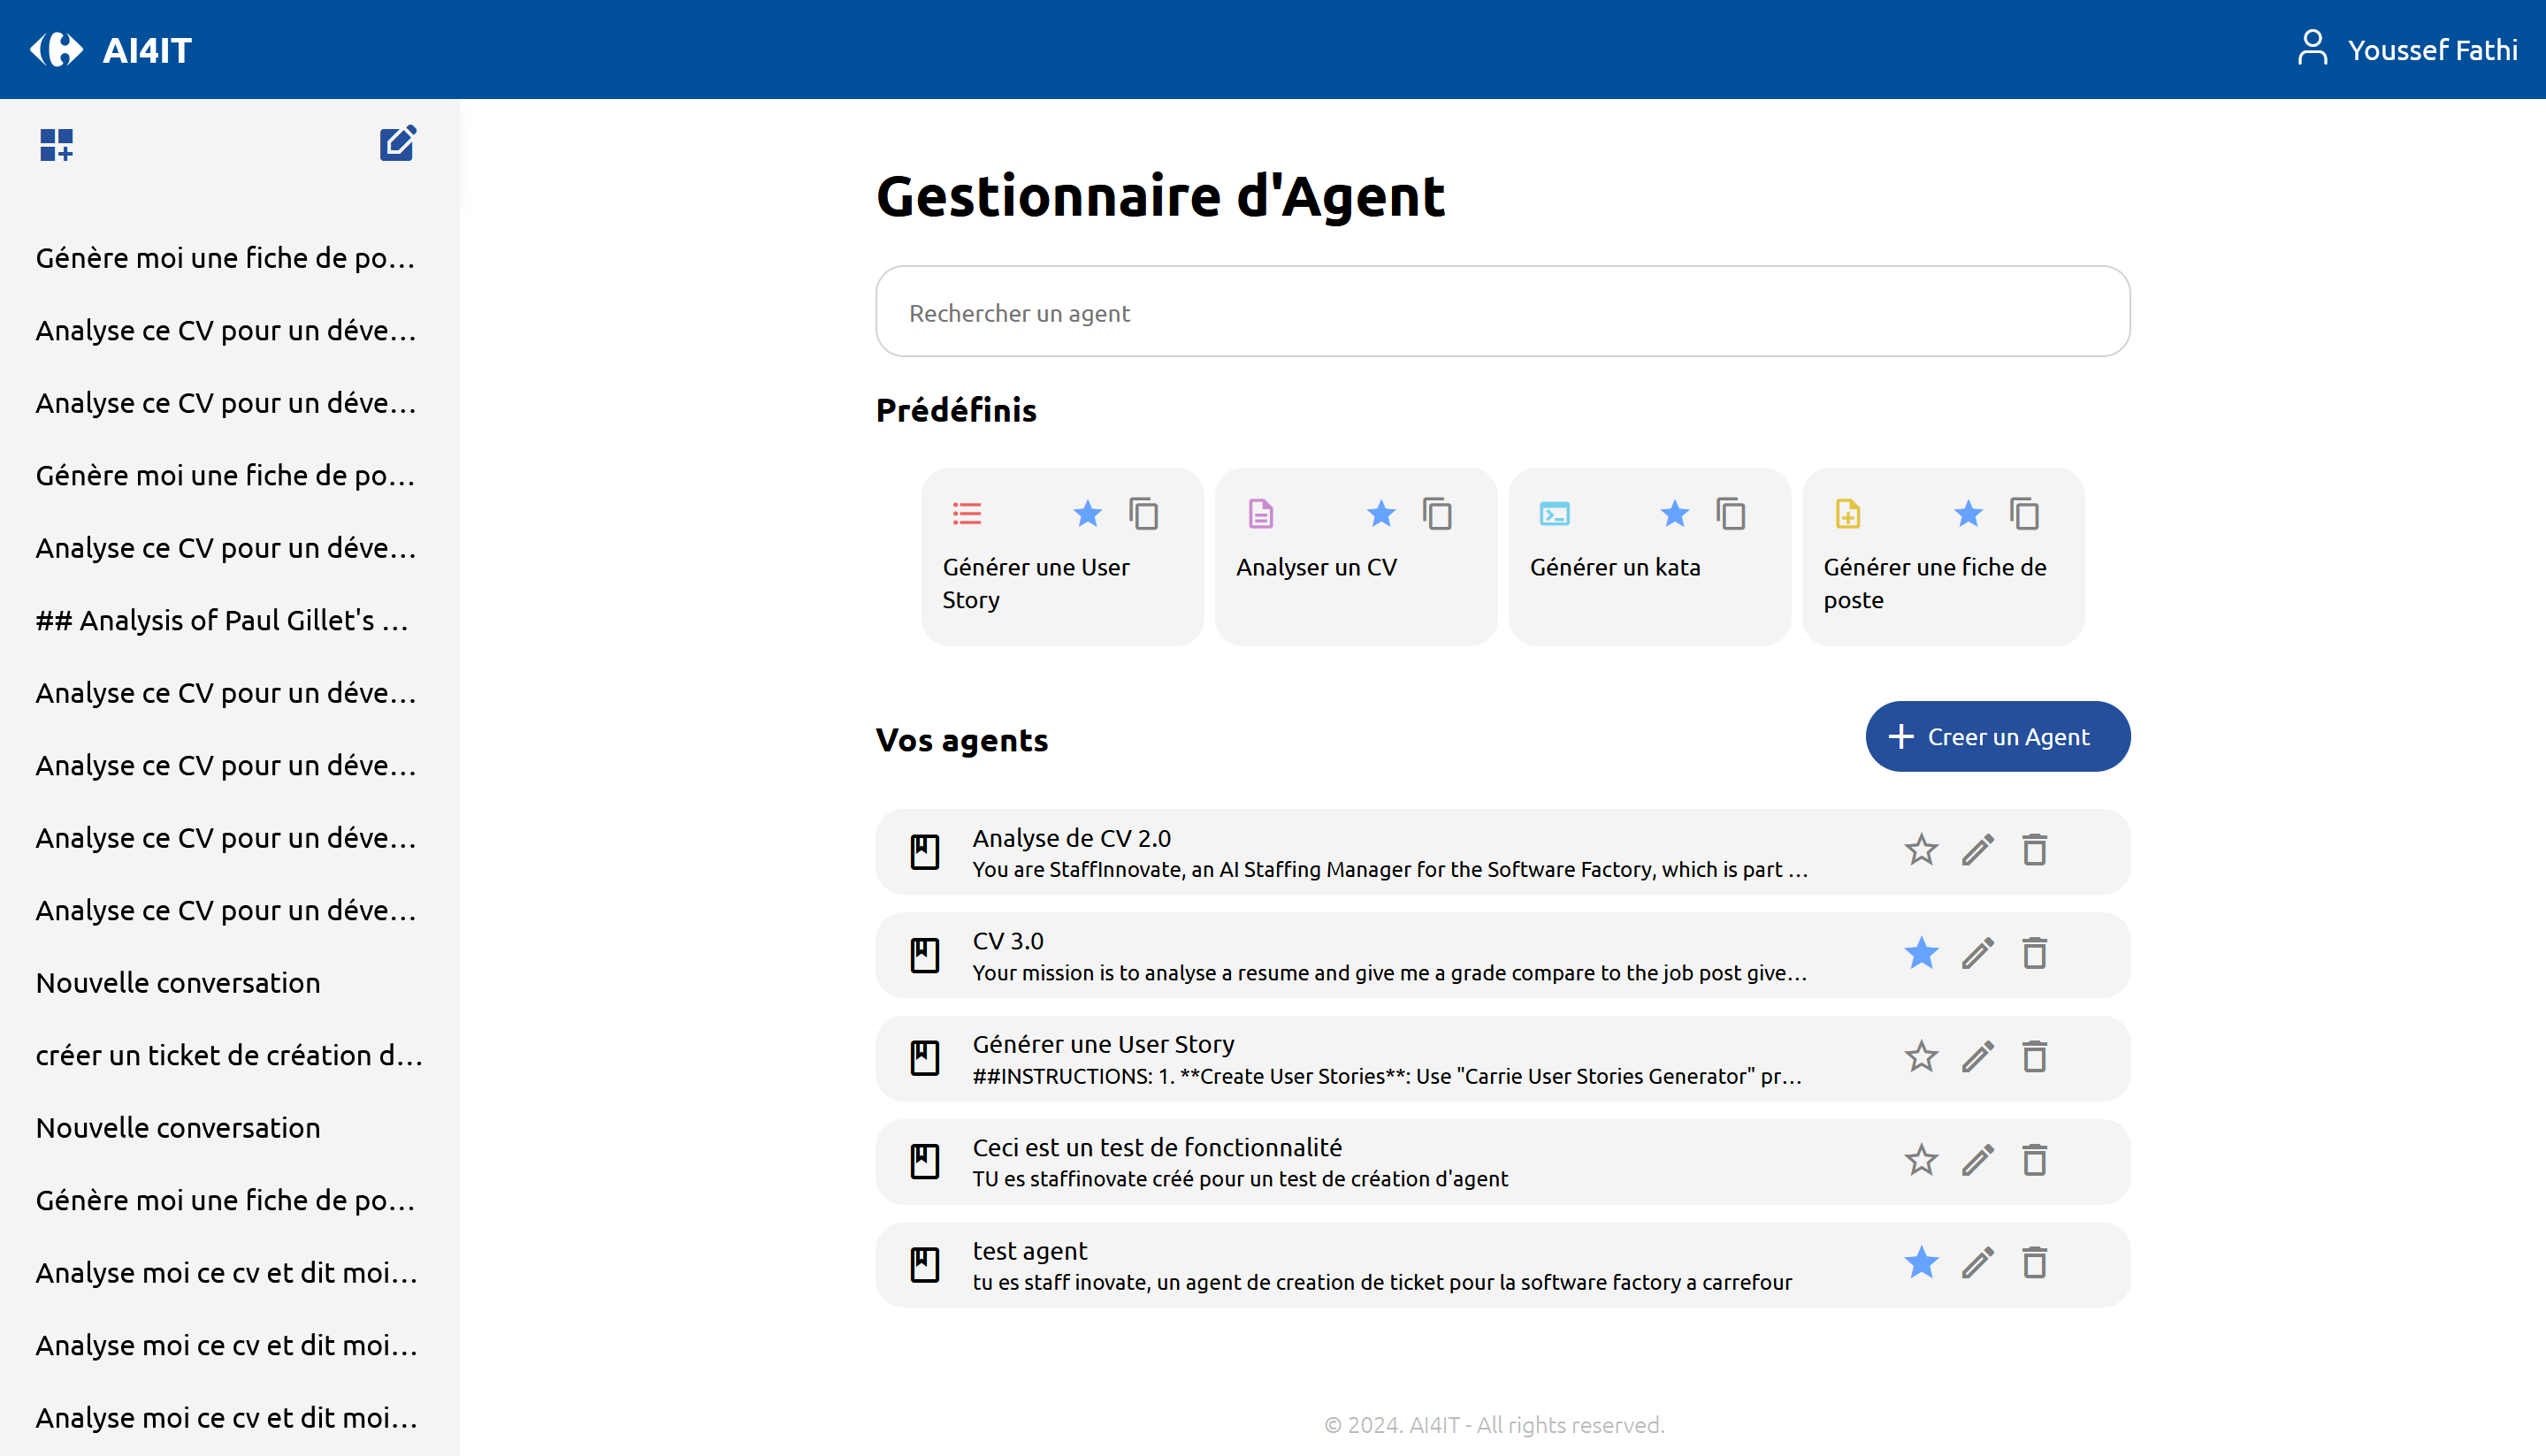 AI4IT
Youssef Fathi
Génère moi une fiche de po...
Analyse ce CV pour un déve...
Analyse ce CV pour un déve...
Génère moi une fiche de po...
Analyse ce CV pour un déve...
## Analysis of Paul Gillet's ...
Analyse ce CV pour un déve...
Analyse ce CV pour un déve...
Analyse ce CV pour un déve...
Analyse ce CV pour un déve...
Nouvelle conversation
créer un ticket de création d...
Nouvelle conversation
Génère moi une fiche de po...
Analyse moi ce cv et dit moi...
Analyse moi ce cv et dit moi...
Analyse moi ce cv et dit moi...
Gestionnaire d'Agent
Rechercher un agent
Prédéfinis
Générer une User
Story
Analyser un CV
Générer un kata
Générer une fiche de
poste
Vos agents
Creer un Agent
Analyse de CV 2.0
You are StaffInnovate, an AI Staffing Manager for the Software Factory, which is part ...
CV 3.0
Your mission is to analyse a resume and give me a grade compare to the job post give...
Générer une User Story
##INSTRUCTIONS: 1. **Create User Stories**: Use "Carrie User Stories Generator" pr...
Ceci est un test de fonctionnalité
TU es staffinovate créé pour un test de création d'agent
test agent
tu es staff inovate, un agent de creation de ticket pour la software factory a carrefour
© 2024. AI4IT - All rights reserved.